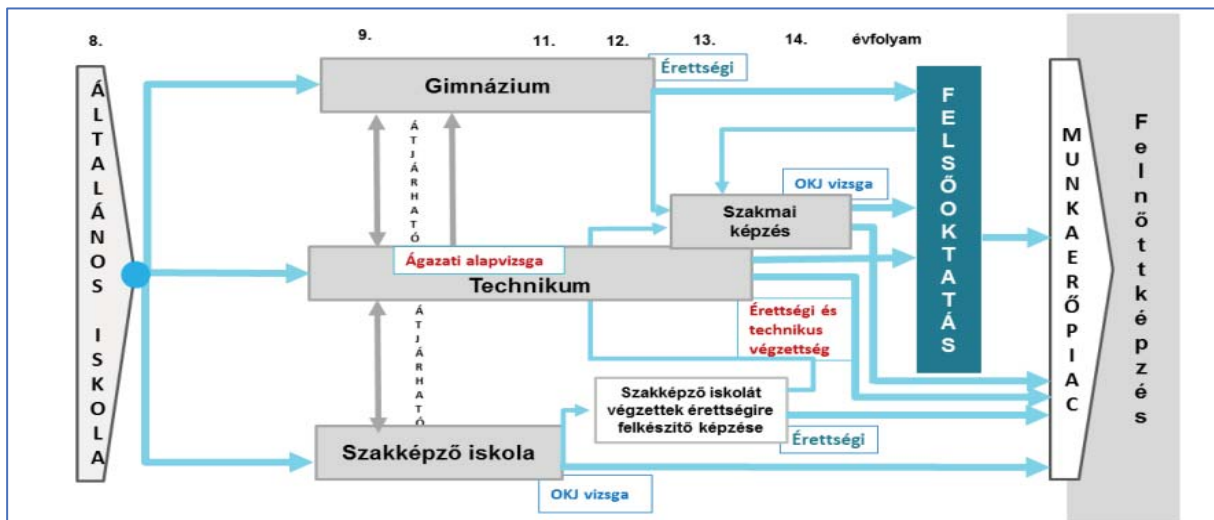 8. 9. 11. 12. 13. 14. évfolyam
ÁLTALÁNOS ISKOLA
Gimnázium
Érettségi
ÁTJÁRHATÓ
Ágazati alapvizsga
Technikum
Szakmai
képzés
OKJ vizsga
Érettségi és
technikus
végzettség
ÁTJÁRHATÓ
Szakképző iskolát
végzettek érettségire
felkészítő képzése
Érettségi
Szakképző iskola
OKJ vizsga
FELSŐOKTATÁS
MUNKAERŐPIAC
Felnőttképzés